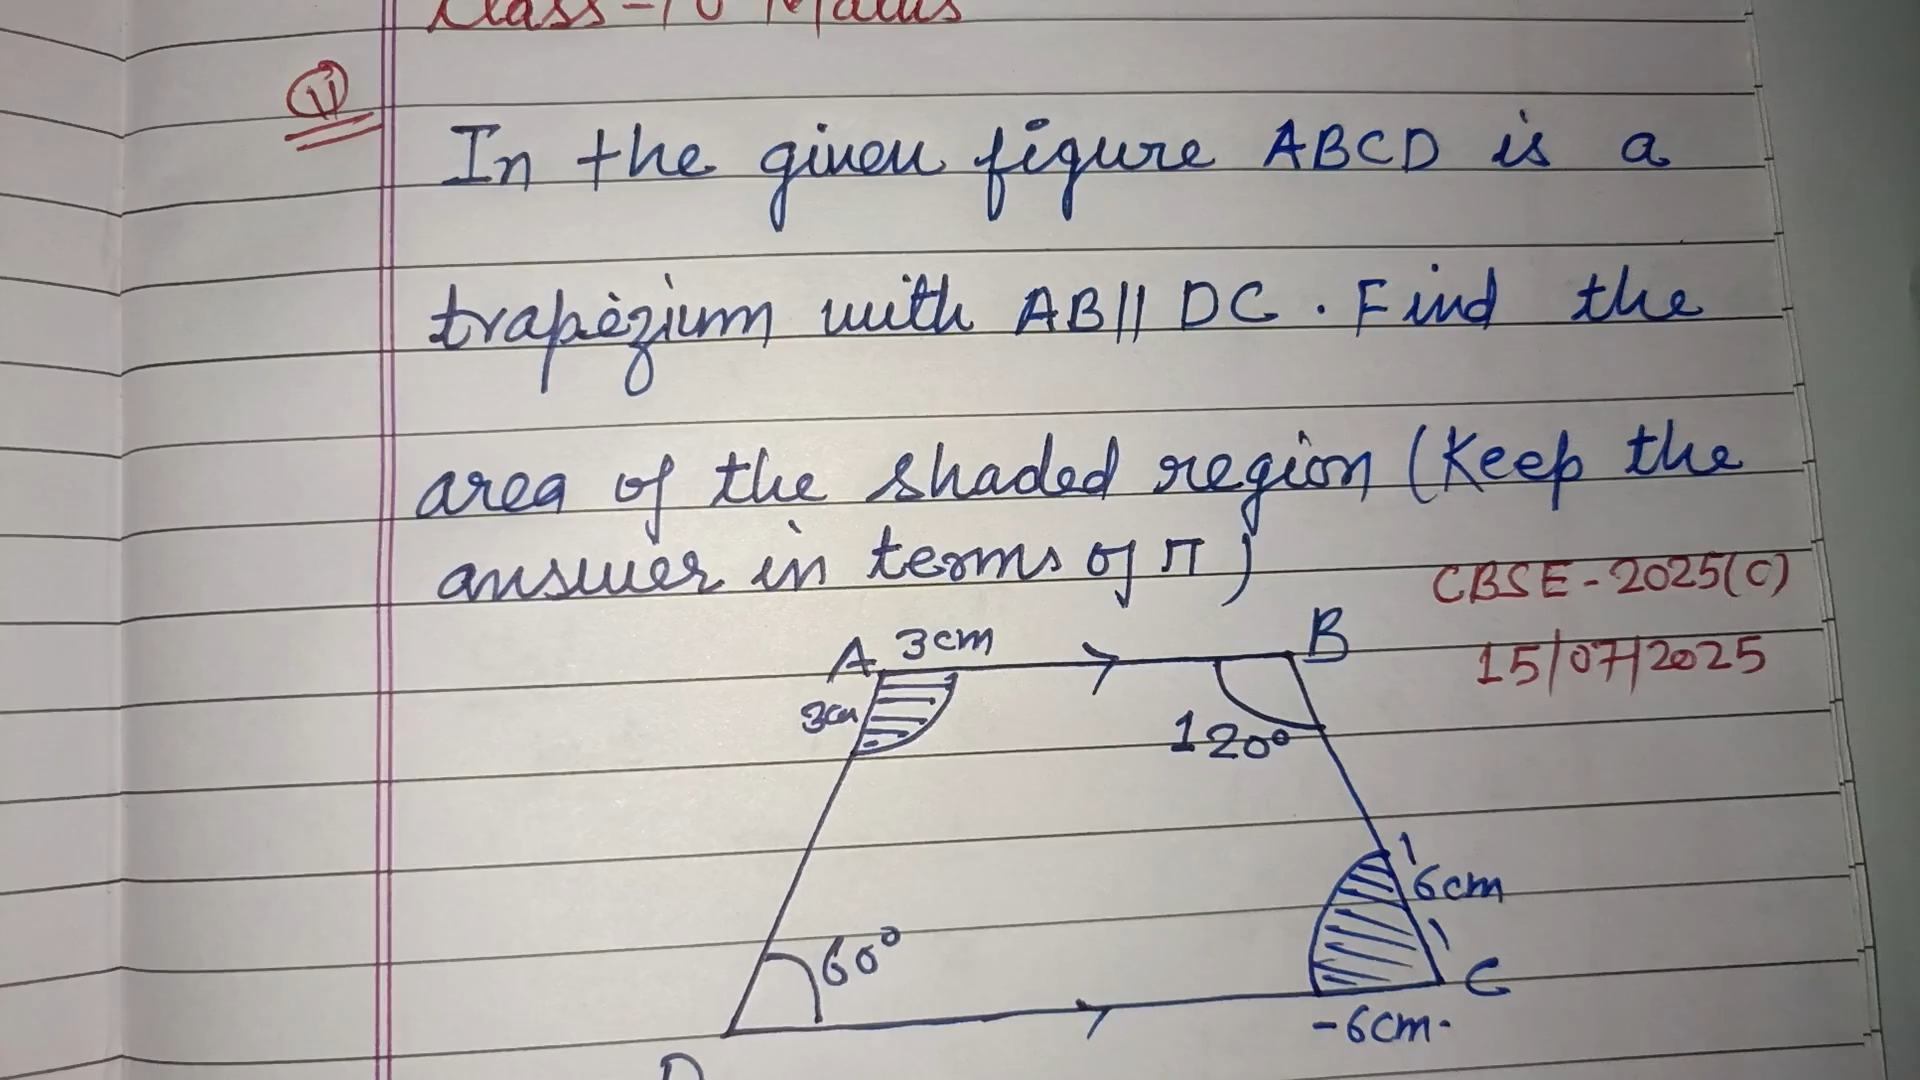 Class-10 Maths
11
In the given figure ABCD is a
trapezium with AB || DC. Find the
area of the shaded region (Keep the
answer in terms of π)
CBSE-2025(C)
15/07/2025
A 3cm B
3cm
120°
6cm
60°
C
-6cm-
D